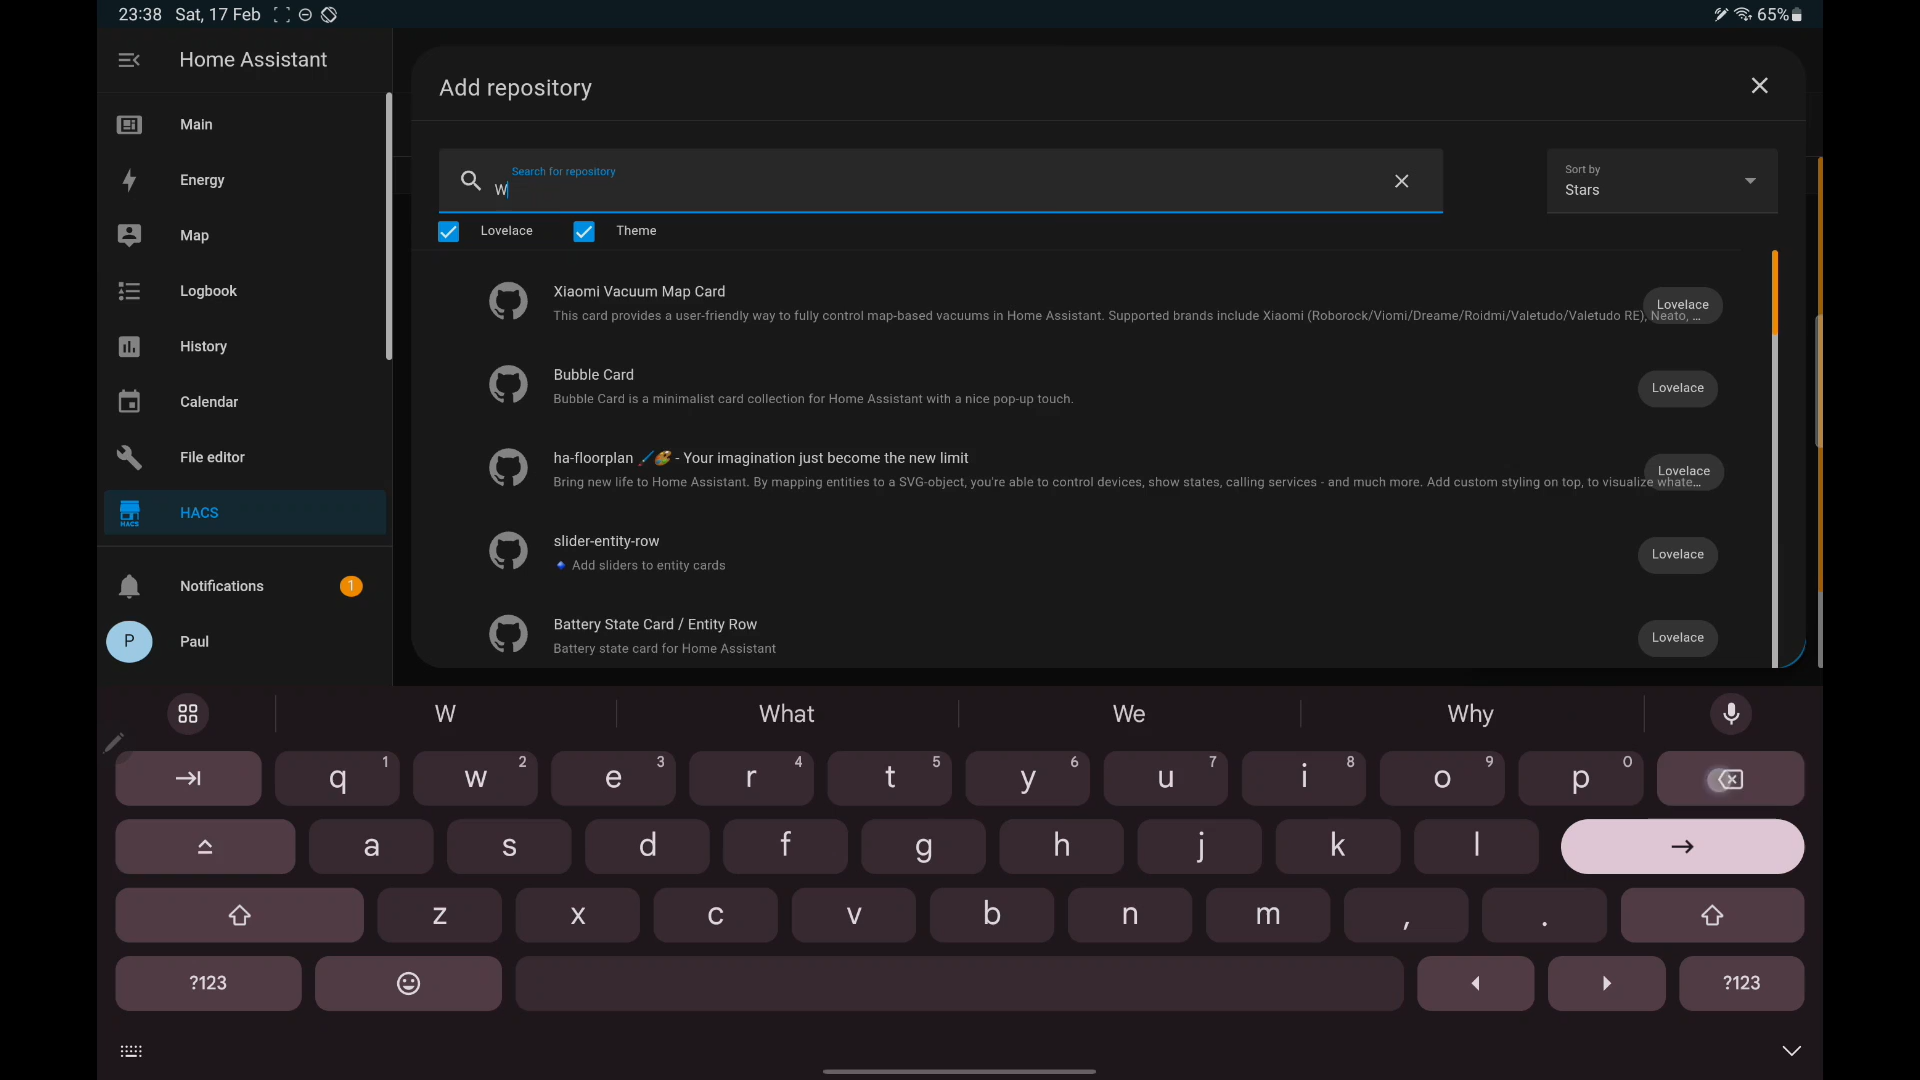 23:38 Sat, 17 Feb
65%
Home Assistant
Main
Energy
Map
Logbook
History
Calendar
File editor
HACS
HACS
Notifications
1
P
Paul
Add repository
Search for repository
W
Sort by
Stars
Lovelace
Theme
Xiaomi Vacuum Map Card
This card provides a user-friendly way to fully control map-based vacuums in Home Assistant. Supported brands include Xiaomi (Roborock/Viomi/Dreame/Roidmi/Valetudo/Valetudo RE), Neato, ...
Lovelace
Bubble Card
Bubble Card is a minimalist card collection for Home Assistant with a nice pop-up touch.
Lovelace
ha-floorplan 🖌🎨 - Your imagination just become the new limit
Bring new life to Home Assistant. By mapping entities to a SVG-object, you're able to control devices, show states, calling services - and much more. Add custom styling on top, to visualize whate...
Lovelace
slider-entity-row
🔹 Add sliders to entity cards
Lovelace
Battery State Card / Entity Row
Battery state card for Home Assistant
Lovelace
W What We Why
q 1 w 2 e 3 r 4 t 5 y 6 u 7 i 8 o 9 p 0
a s d f g h j k l
z x c v b n m , .
?123 ?123